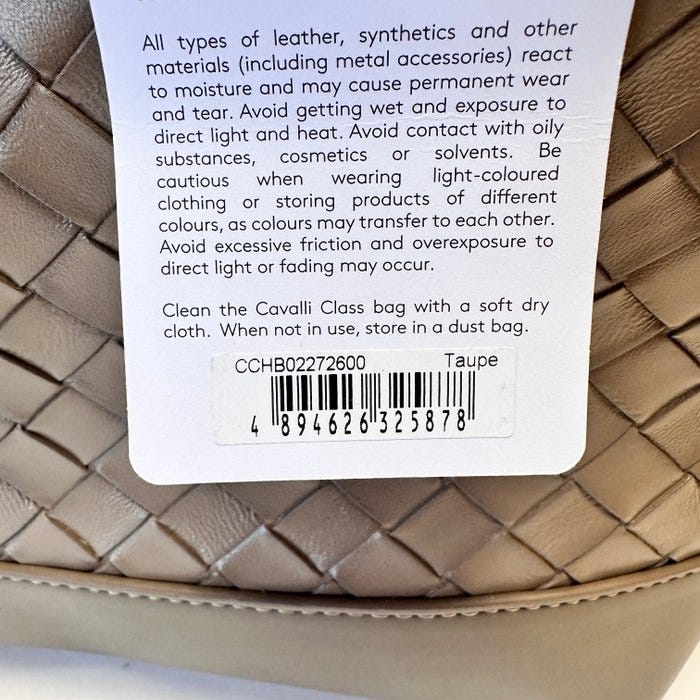 All types of leather, synthetics and other
materials (including metal accessories) react
to moisture and may cause permanent wear
and tear. Avoid getting wet and exposure to
direct light and heat. Avoid contact with oily
substances, cosmetics or solvents. Be
cautious when wearing light-coloured
clothing or storing products of different
colours, as colours may transfer to each other.
Avoid excessive friction and overexposure to
direct light or fading may occur.
Clean the Cavalli Class bag with a soft dry
cloth. When not in use, store in a dust bag.
CCHB02272600 Taupe
4 894626 325878